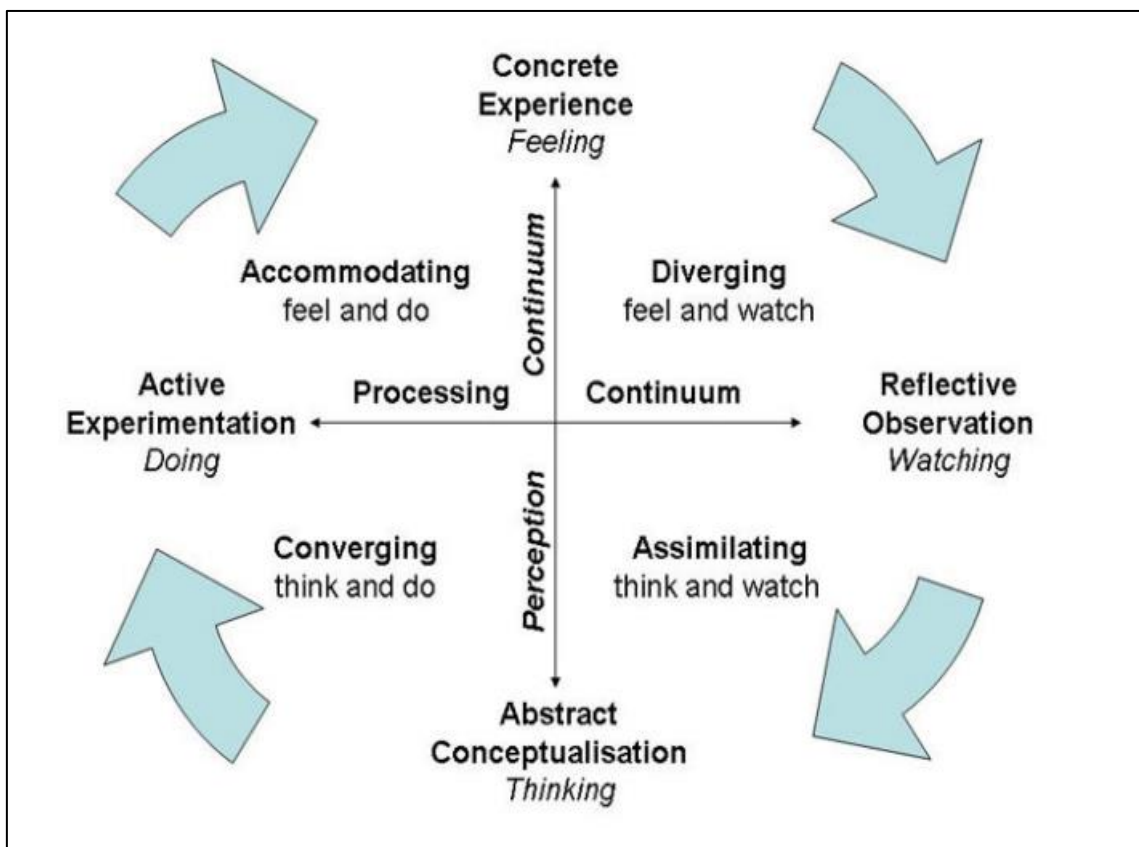 Concrete
Experience
Feeling
Continuum
Accommodating
feel and do
Diverging
feel and watch
Active
Experimentation
Doing
Processing
Continuum
Reflective
Observation
Watching
Perception
Converging
think and do
Assimilating
think and watch
Abstract
Conceptualisation
Thinking